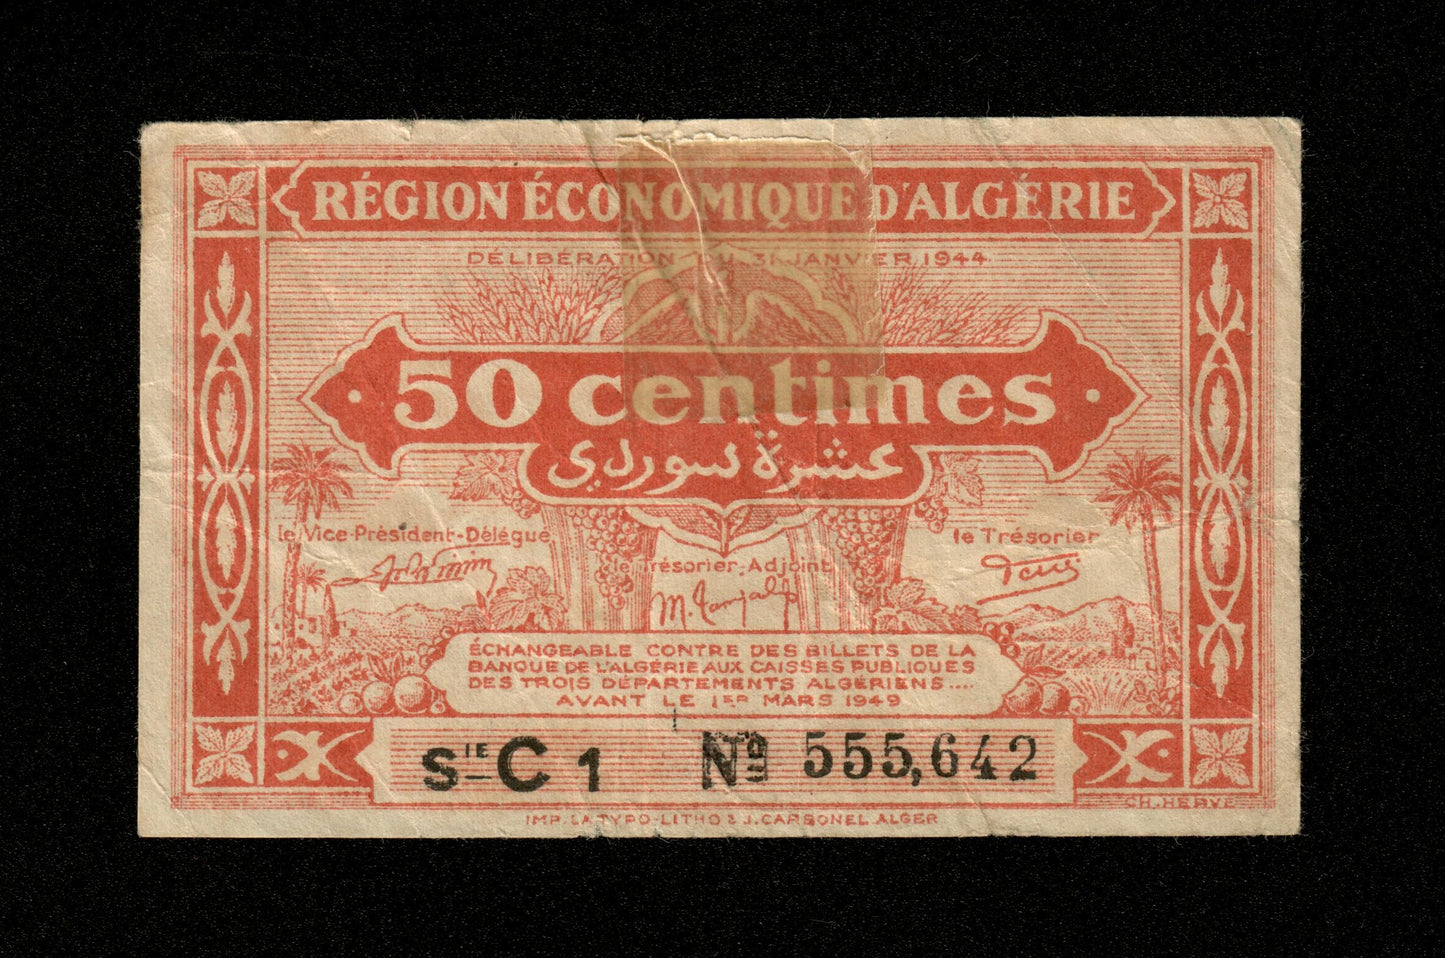 RÉGION ÉCONOMIQUE D'ALGÉRIE
DÉLIBÉRATION DU 31 JANVIER 1944
50 centimes
عشرة سوردي
le Vice-Président-Délégué
le Trésorier
le Trésorier-Adjoint
ÉCHANGEABLE CONTRE DES BILLETS DE LA
BANQUE DE L'ALGÉRIE AUX CAISSES PUBLIQUES
DES TROIS DÉPARTEMENTS ALGÉRIENS....
AVANT LE 1ER MARS 1949
SIE C 1 No 555,642
CH. HERVÉ
IMP. LA TYPO-LITHO & J. CARBONEL ALGER